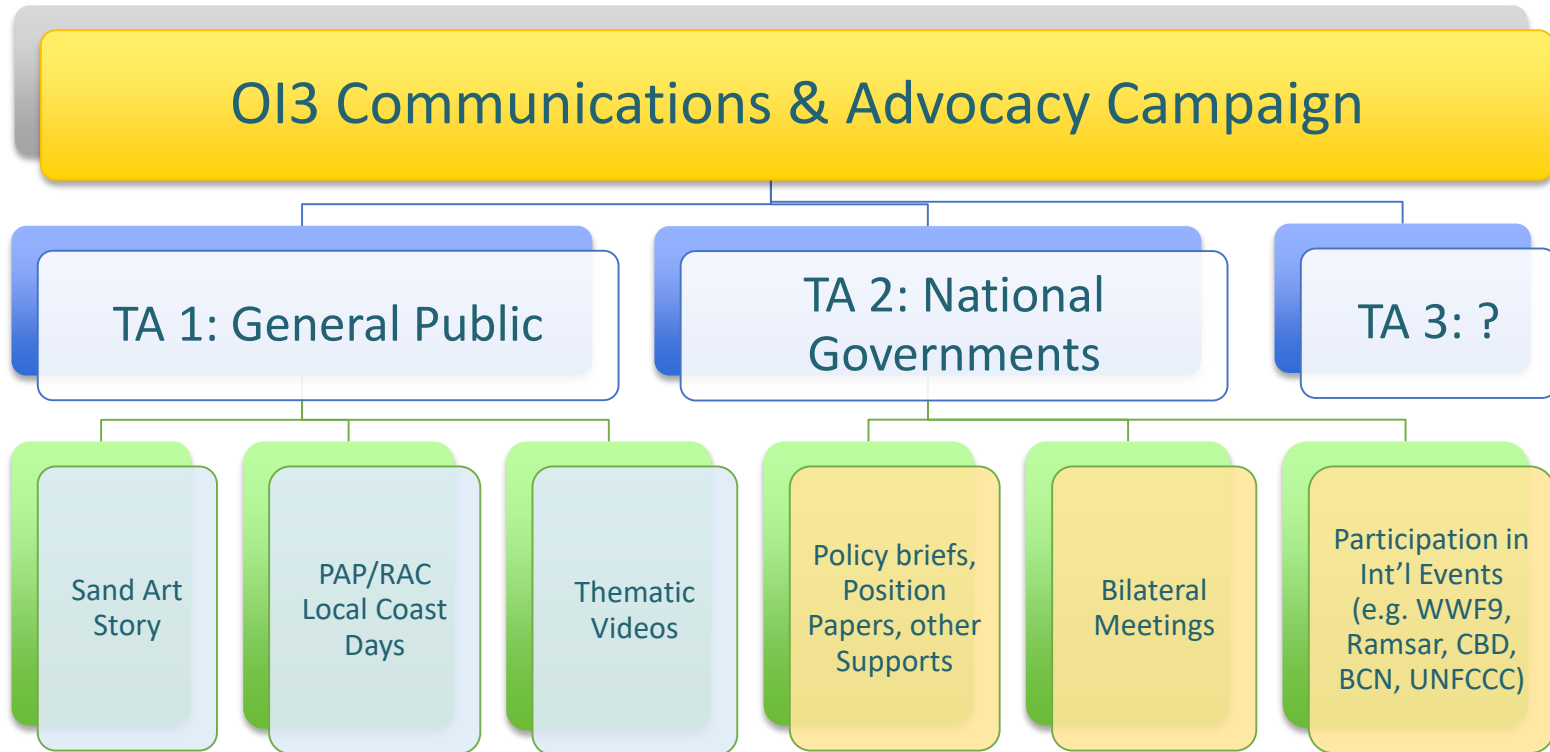 OI3 Communications & Advocacy Campaign
TA 1: General Public
TA 2: National
Governments
TA 3: ?
Sand Art
Story
PAP/RAC
Local Coast
Days
Thematic
Videos
Policy briefs,
Position
Papers, other
Supports
Bilateral
Meetings
Participation in
Int’l Events
(e.g. WWF9,
Ramsar, CBD,
BCN, UNFCCC)